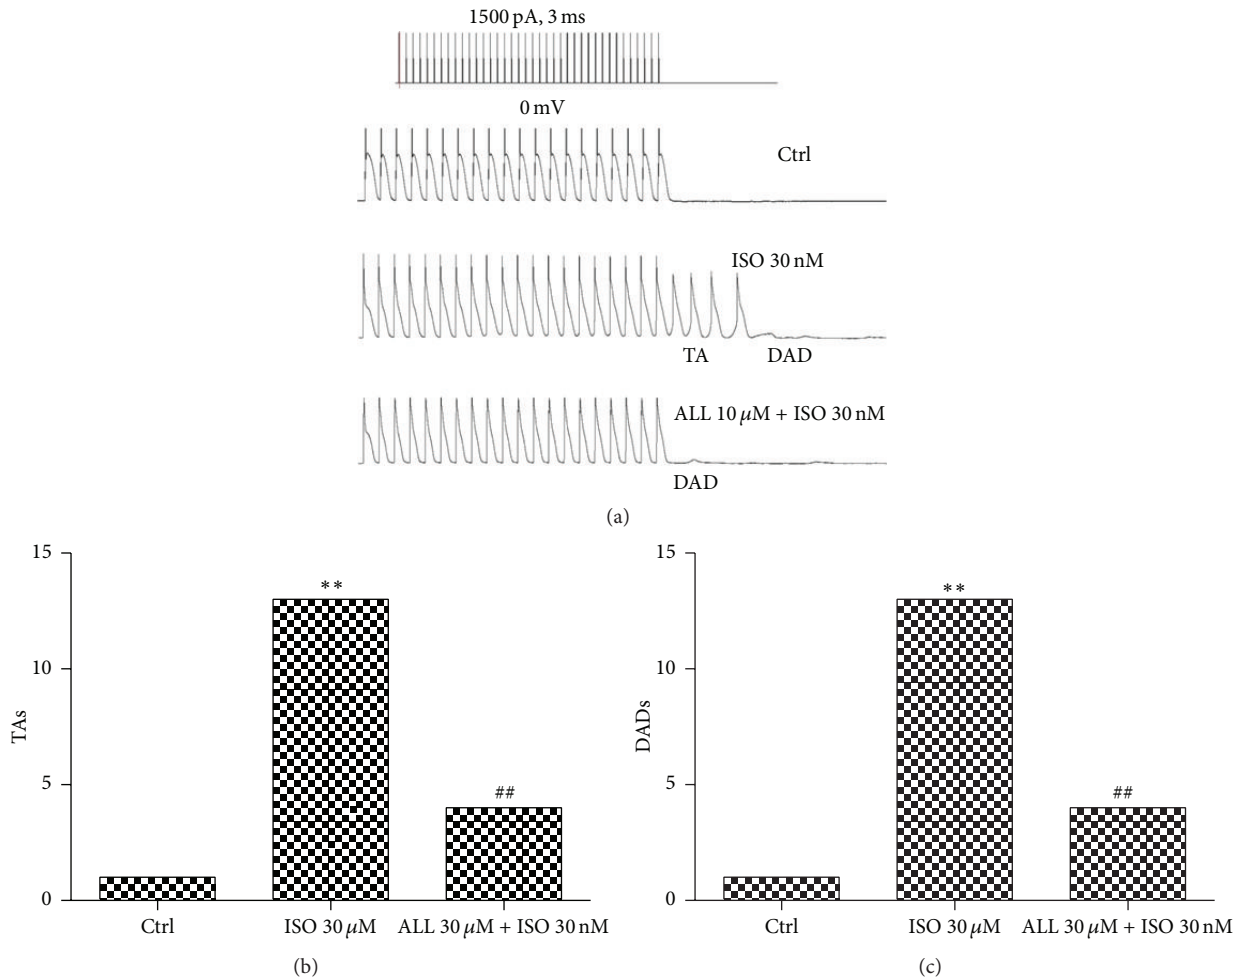 1500 pA, 3 ms
0 mV
Ctrl
ISO 30 nM
TA
DAD
ALL 10 μM + ISO 30 nM
DAD
(a)
15
10
5
0
TAs
**
##
Ctrl
ISO 30 μM
ALL 30 μM + ISO 30 nM
(b)
15
10
5
0
DADs
**
##
Ctrl
ISO 30 μM
ALL 30 μM + ISO 30 nM
(c)